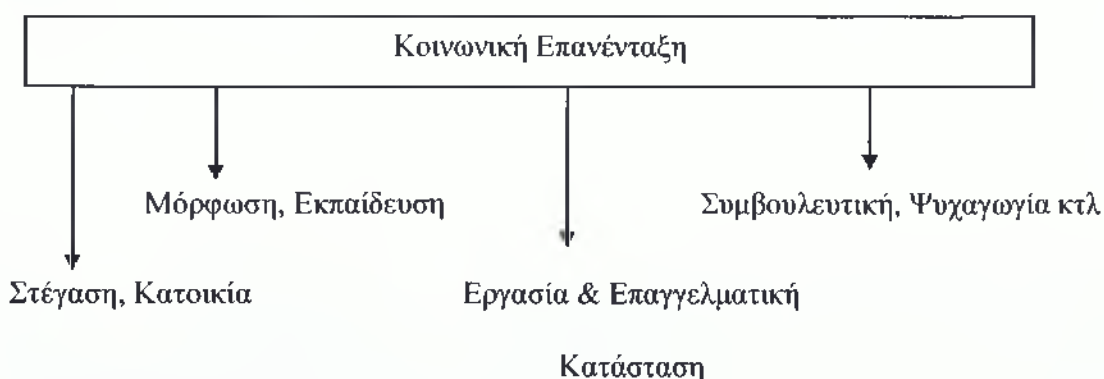 Κοινωνική Επανένταξη
Μόρφωση, Εκπαίδευση
Συμβουλευτική, Ψυχαγωγία κτλ
Στέγαση, Κατοικία
Εργασία & Επαγγελματική
Κατάσταση